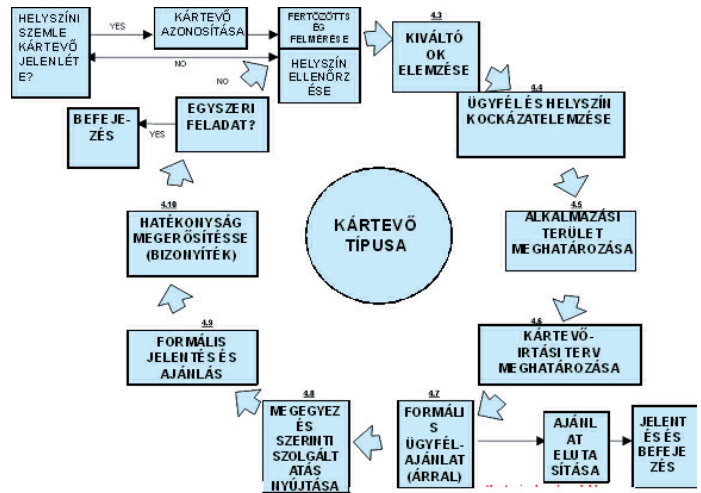 HELYSZÍNI
SZEMLE
KÁRTEVŐ
JELENLÉT
E?
YES
KÁRTEVŐ
AZONOSÍTÁSA
FERTŐZÖTTS
ÉG
FELMÉRÉSE
NO
HELYSZÍN
ELLENŐRZ
ÉSE
4.3
KIVÁLTÓ
OK
ELEMZÉSE
4.4
ÜGYFÉL ÉS HELYSZÍN
KOCKÁZATELEMZÉSE
NO
EGYSZERI
FELADAT?
YES
BEFEJE-
ZÉS
4.10
HATÉKONYSÁG
MEGERŐSÍTÉSSE
(BIZONYÍTÉK)
KÁRTEVŐ
TÍPUSA
4.5
ALKALMAZÁSI
TERÜLET
MEGHATÁROZÁSA
4.9
FORMÁLIS
JELENTÉS ÉS
AJÁNLÁS
4.6
KÁRTEVŐ-
IRTÁSI TERV
MEGHATÁROZÁSA
4.8
MEGEGYEZ
ÉS
SZERINTI
SZOLGÁLT
ATÁS
NYÚJTÁSA
4.7
FORMÁLI
S
ÜGYFÉL-
AJÁNLAT
(ÁRRAL)
AJÁNL
AT
ELUTA
SÍTÁSA
JELENT
ÉS ÉS
BEFEJE
ZÉS